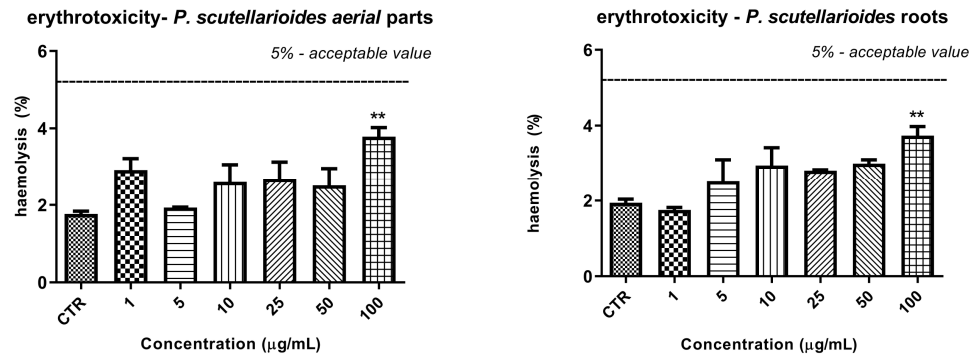 erythrotoxicity- P. scutellarioides aerial parts
5% - acceptable value
6
4
2
0
haemolysis (%)
**
CTR
1
5
10
25
50
100
Concentration (μg/mL)
erythrotoxicity - P. scutellarioides roots
5% - acceptable value
6
4
2
0
haemolysis (%)
**
CTR
1
5
10
25
50
100
Concentration (μg/mL)